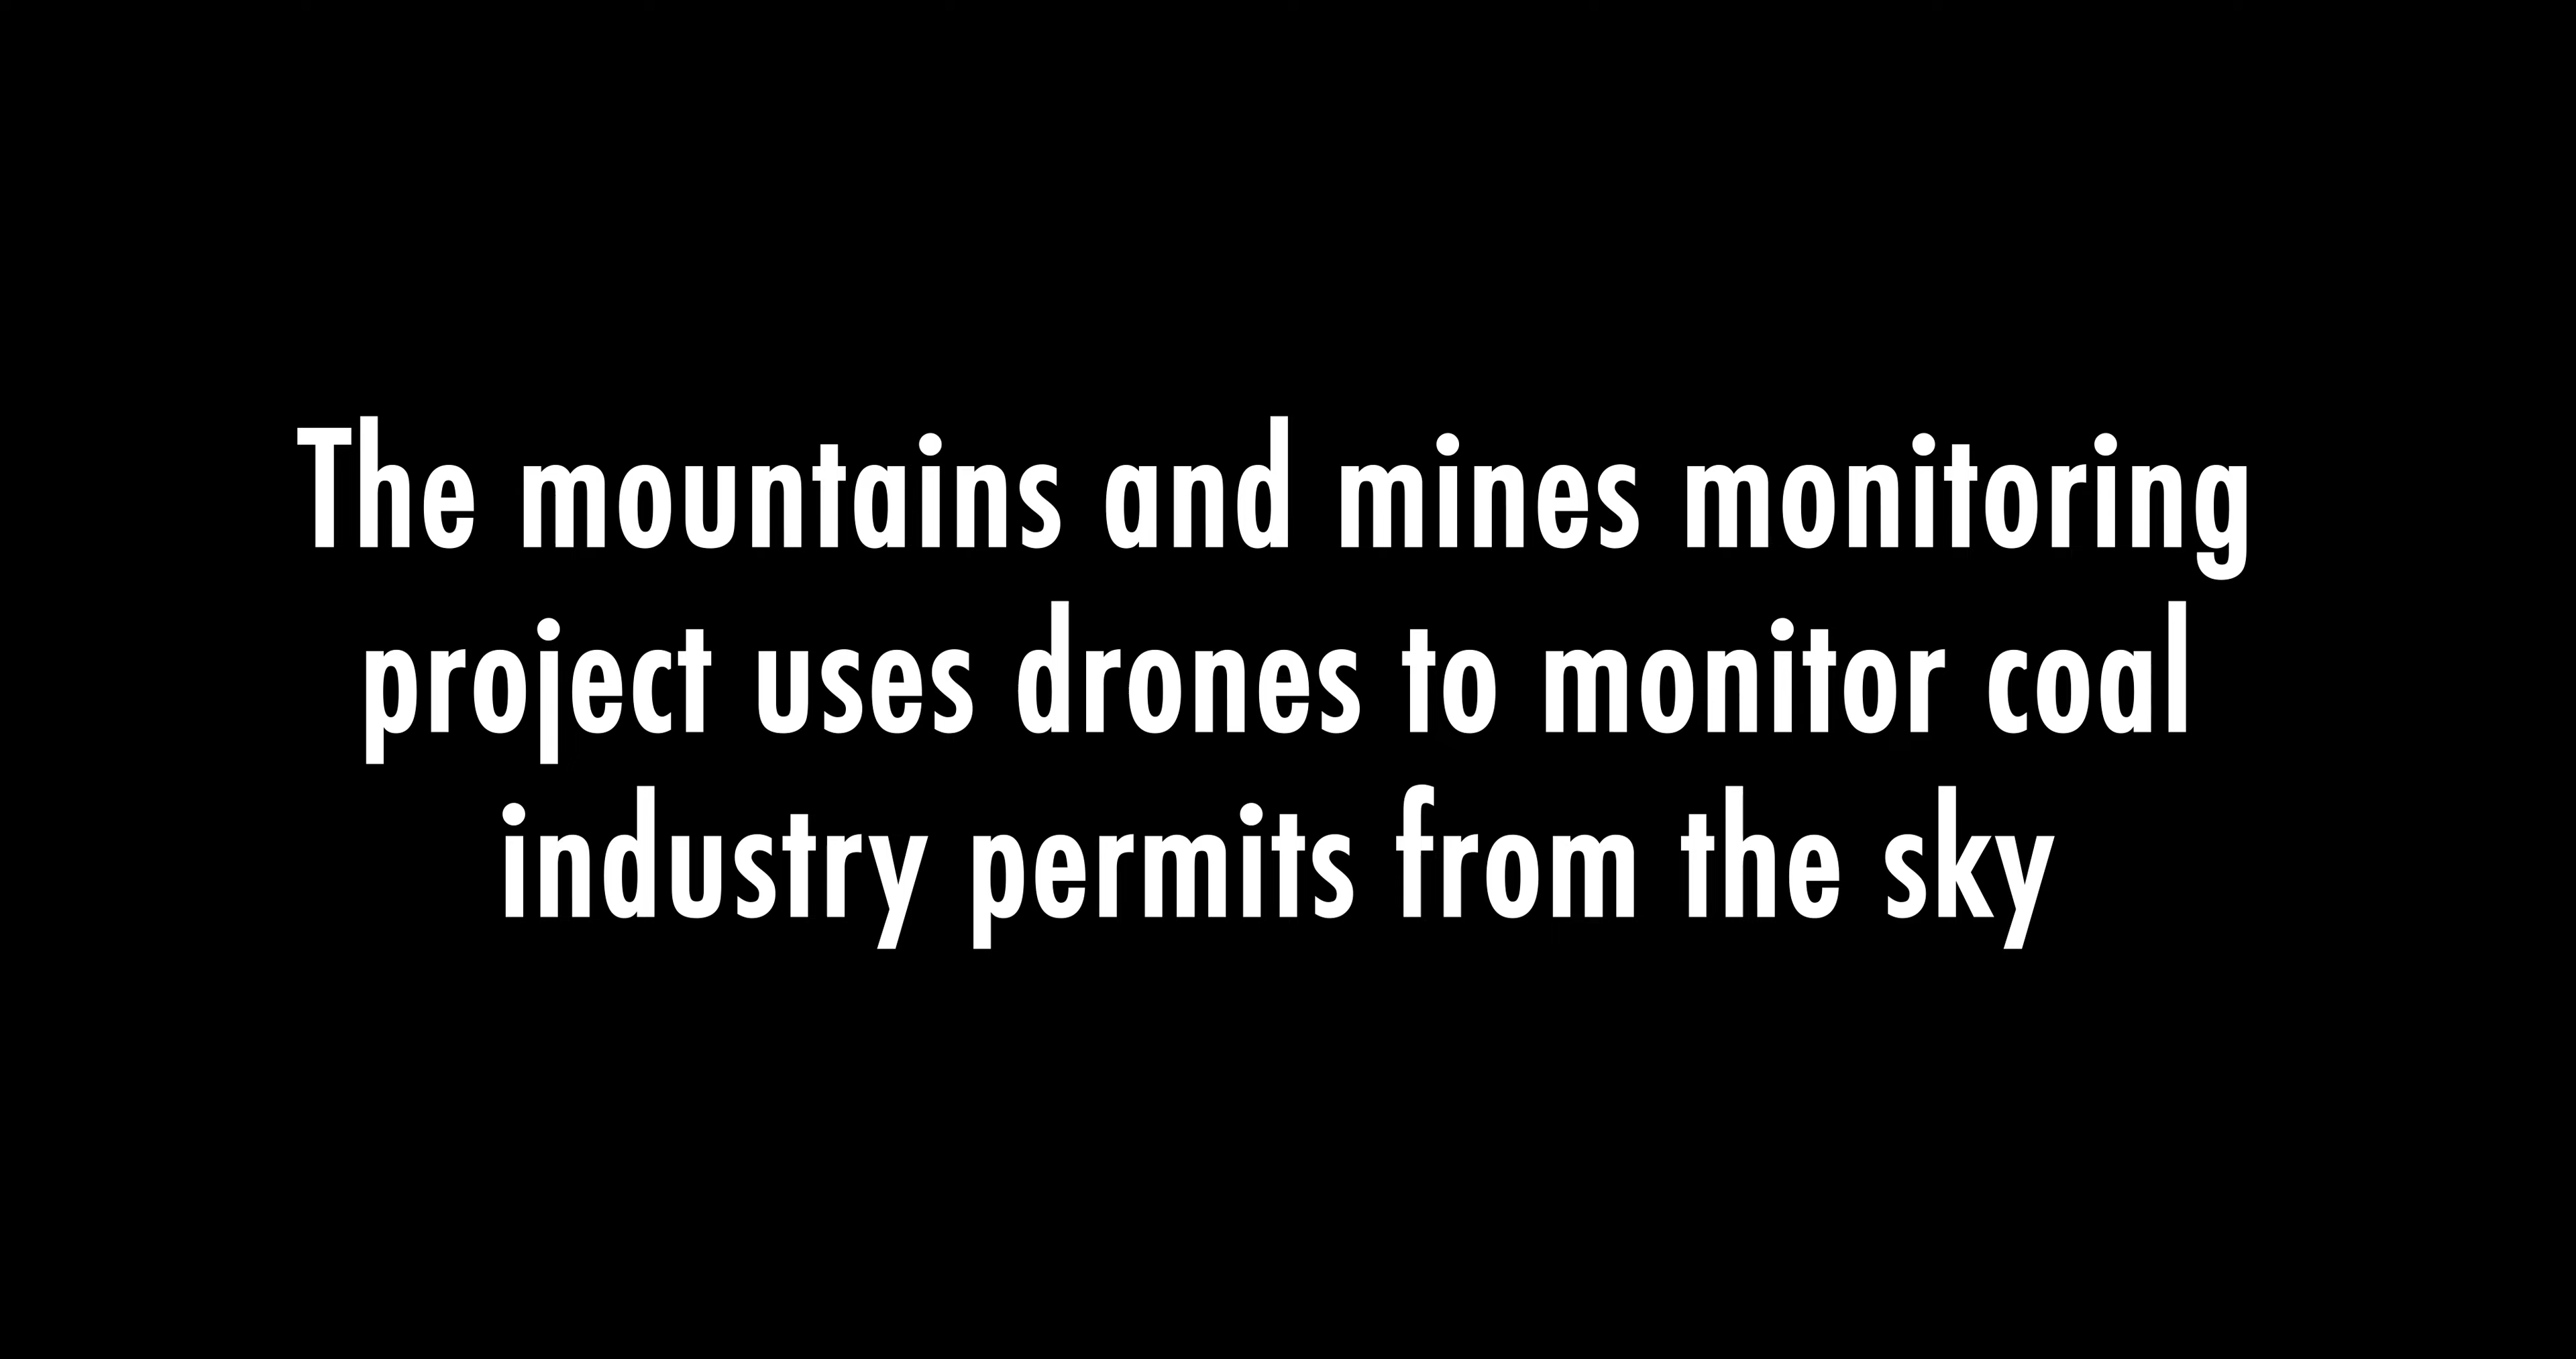 The mountains and mines monitoring
project uses drones to monitor coal
industry permits from the sky